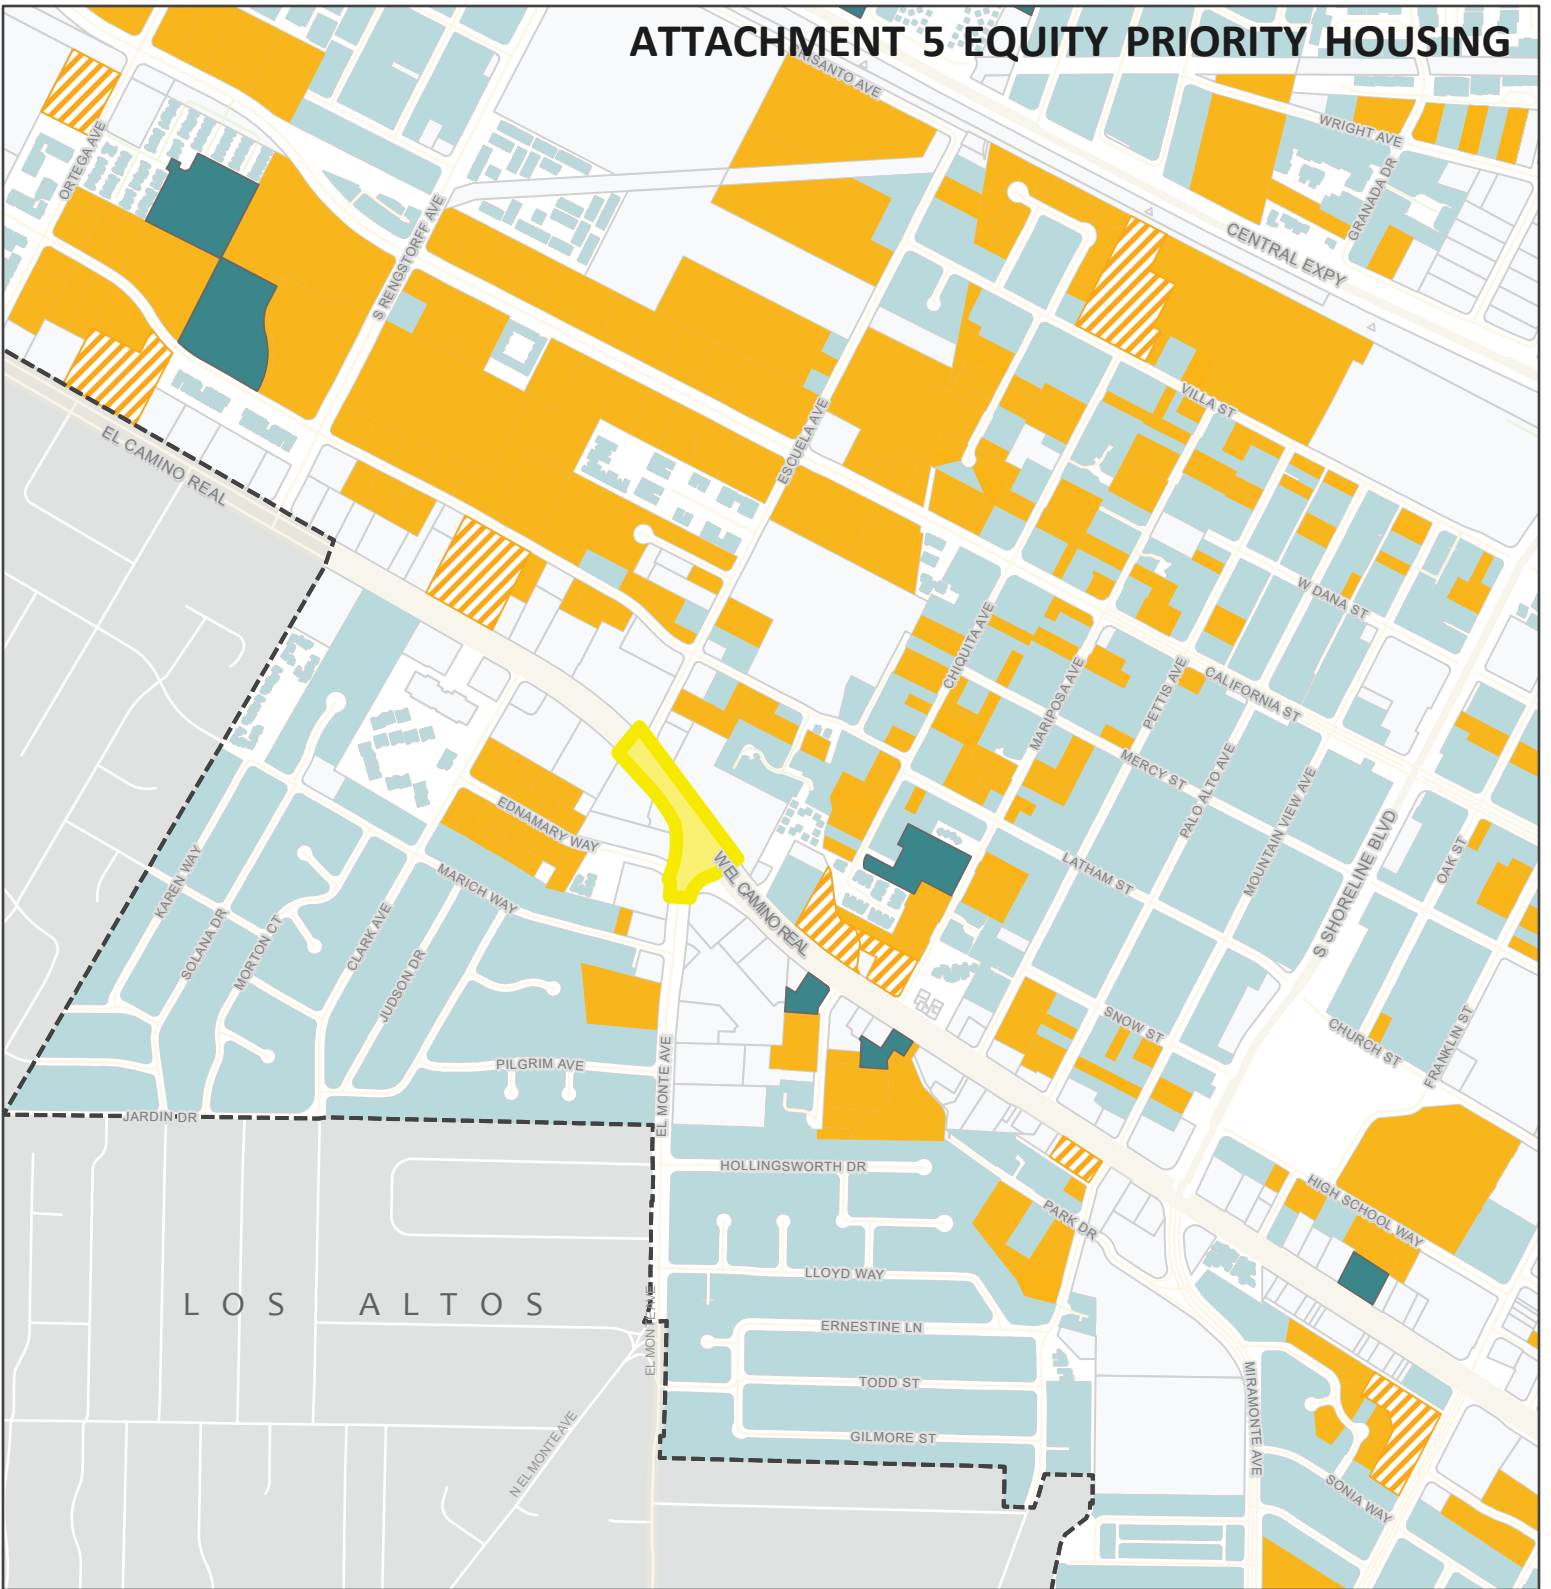 ATTACHMENT 5 EQUITY PRIORITY HOUSING
CRISANTO AVE
WRIGHT AVE
ORTEGA AVE
GRANADA DR
S RENGSTORFF AVE
CENTRAL EXPY
VILLA ST
EL CAMINO REAL
ESCUELA AVE
W DANA ST
CHIQUITA AVE
MARIPOSA AVE
PETTIS AVE
CALIFORNIA ST
MERCY ST
PALO ALTO AVE
MOUNTAIN VIEW AVE
EDNAMARY WAY
OAK ST
S SHORELINE BLVD
KAREN WAY
MARICH WAY
W EL CAMINO REAL
LATHAM ST
SOLANA DR
MORTON CT
CLARK AVE
JUDSON DR
SNOW ST
CHURCH ST
FRANKLIN ST
PILGRIM AVE
EL MONTE AVE
JARDIN DR
HOLLINGSWORTH DR
PARK DR
HIGH SCHOOL WAY
LLOYD WAY
LOS ALTOS
EL MONTE AVE
ERNESTINE LN
TODD ST
MIRAMONTE AVE
GILMORE ST
N EL MONTE AVE
SONIA WAY